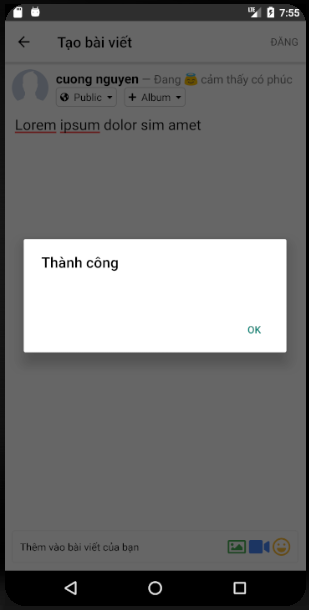 LTE 7:55
Tạo bài viết ĐĂNG
cuong nguyen — Đang cảm thấy có phúc
Public + Album
Lorem ipsum dolor sim amet
Thành công
OK
Thêm vào bài viết của bạn